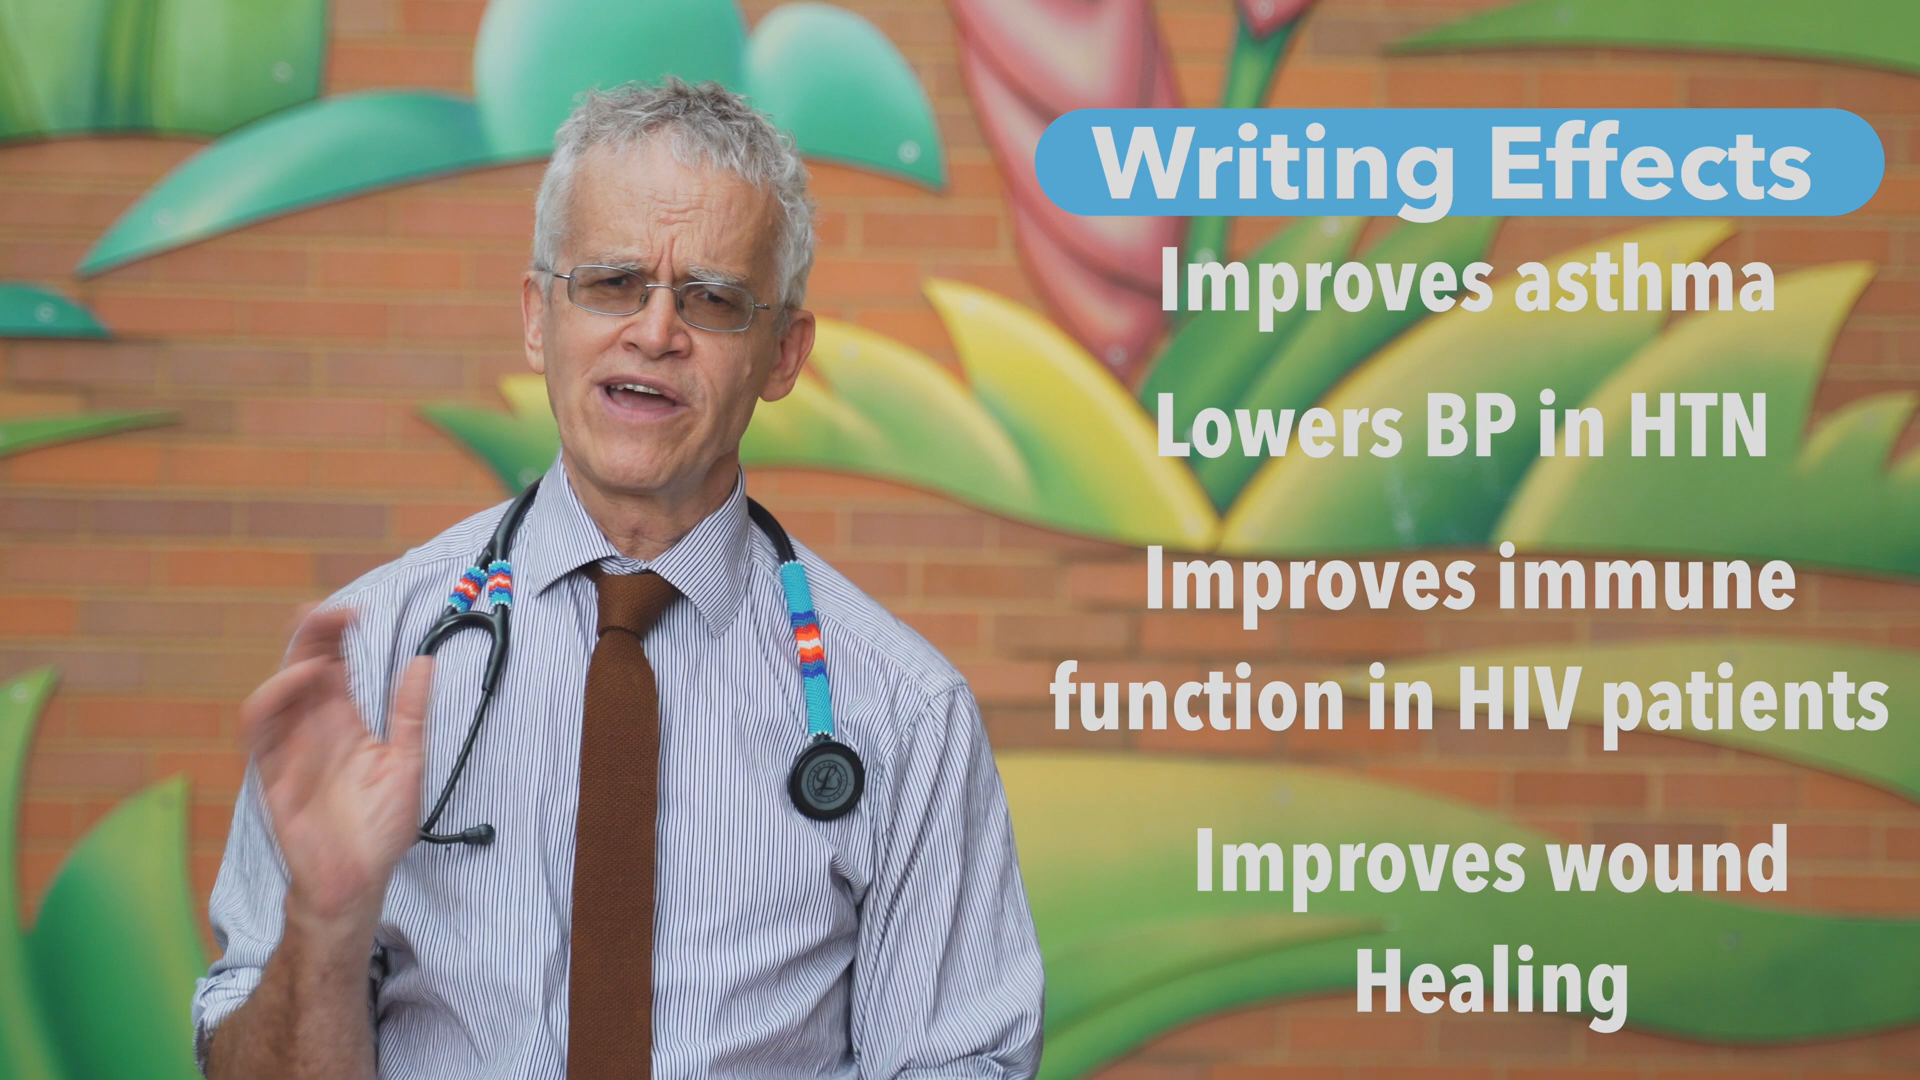 Writing Effects
Improves asthma
Lowers BP in HTN
Improves immune
function in HIV patients
Improves wound
Healing